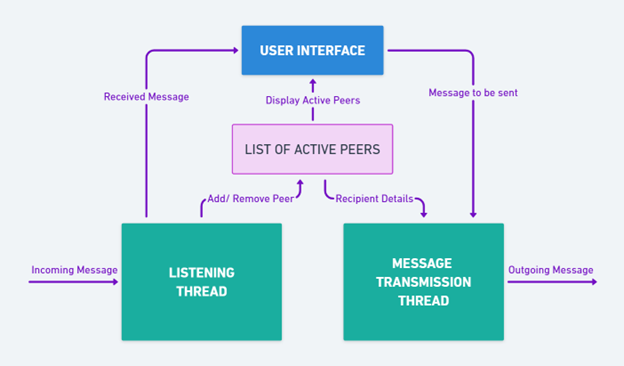 USER INTERFACE
Received Message
Display Active Peers
Message to be sent
LIST OF ACTIVE PEERS
Add/ Remove Peer
Recipient Details
Incoming Message
LISTENING
THREAD
MESSAGE
TRANSMISSION
THREAD
Outgoing Message